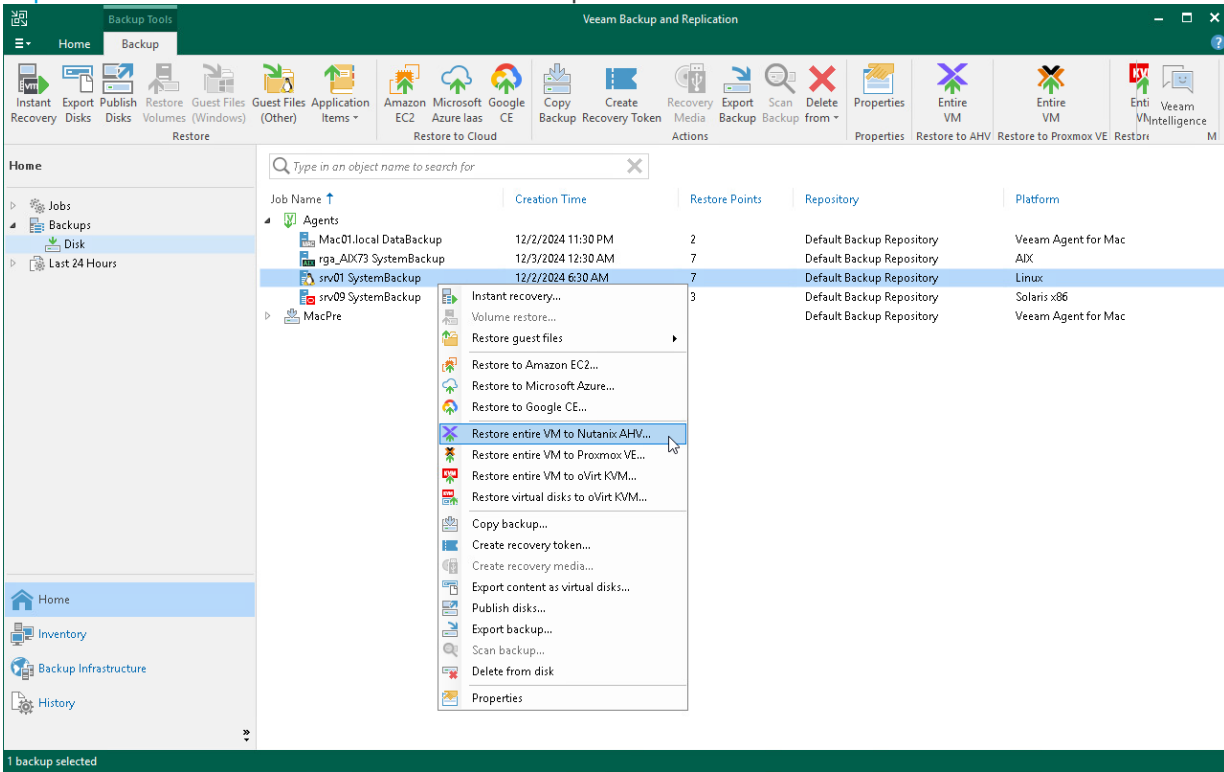 Backup Tools
Veeam Backup and Replication
Home Backup
Instant Recovery
Export Disks
Publish Disks
Restore Volumes
Guest Files (Windows)
Guest Files (Other)
Application Items
Amazon EC2
Microsoft Azure Iaas
Google CE
Copy Backup
Create Recovery Token
Recovery Media
Export Backup
Scan Backup
Delete from
Properties
Entire VM
Entire VM
Enti VM
Veeam Intelligence
Restore
Restore to Cloud
Actions
Properties
Restore to AHV
Restore to Proxmox VE
Restore
M
Home
Type in an object name to search for
Jobs
Backups
Disk
Last 24 Hours
Job Name Creation Time Restore Points Repository Platform
Agents
Mac01.local DataBackup 12/2/2024 11:30 PM 2 Default Backup Repository Veeam Agent for Mac
rga_AIX73 SystemBackup 12/3/2024 12:30 AM 7 Default Backup Repository AIX
srv01 SystemBackup 12/2/2024 6:30 AM 7 Default Backup Repository Linux
srv09 SystemBackup 3 Default Backup Repository Solaris x86
MacPre Default Backup Repository Veeam Agent for Mac
Instant recovery...
Volume restore...
Restore guest files
Restore to Amazon EC2...
Restore to Microsoft Azure...
Restore to Google CE...
Restore entire VM to Nutanix AHV...
Restore entire VM to Proxmox VE...
Restore entire VM to oVirt KVM...
Restore virtual disks to oVirt KVM...
Copy backup...
Create recovery token...
Create recovery media...
Export content as virtual disks...
Publish disks...
Export backup...
Scan backup...
Delete from disk
Properties
Home
Inventory
Backup Infrastructure
History
1 backup selected